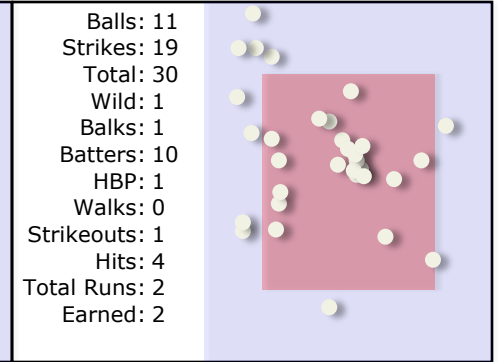 Balls: 11
Strikes: 19
Total: 30
Wild: 1
Balks: 1
Batters: 10
HBP: 1
Walks: 0
Strikeouts: 1
Hits: 4
Total Runs: 2
Earned: 2